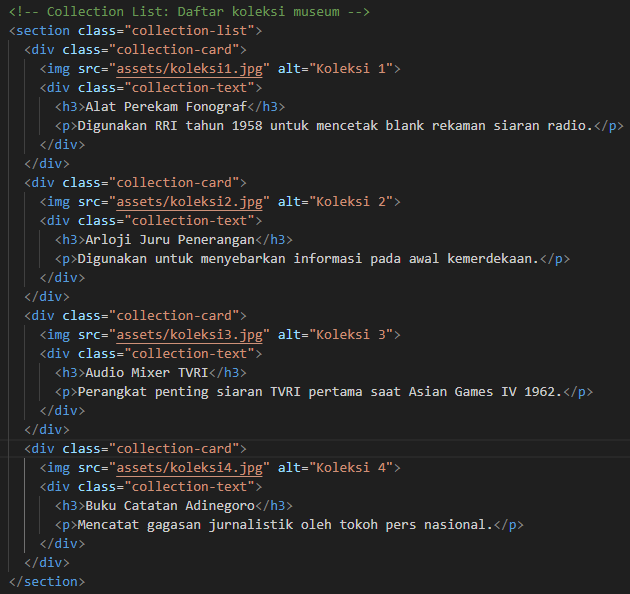 <!-- Collection List: Daftar koleksi museum -->
<section class="collection-list">
  <div class="collection-card">
    <img src="assets/koleksi1.jpg" alt="Koleksi 1">
    <div class="collection-text">
      <h3>Alat Perekam Fonograf</h3>
      <p>Digunakan RRI tahun 1958 untuk mencetak blank rekaman siaran radio.</p>
    </div>
  </div>
  <div class="collection-card">
    <img src="assets/koleksi2.jpg" alt="Koleksi 2">
    <div class="collection-text">
      <h3>Arloji Juru Penerangan</h3>
      <p>Digunakan untuk menyebarkan informasi pada awal kemerdekaan.</p>
    </div>
  </div>
  <div class="collection-card">
    <img src="assets/koleksi3.jpg" alt="Koleksi 3">
    <div class="collection-text">
      <h3>Audio Mixer TVRI</h3>
      <p>Perangkat penting siaran TVRI pertama saat Asian Games IV 1962.</p>
    </div>
  </div>
  <div class="collection-card">
    <img src="assets/koleksi4.jpg" alt="Koleksi 4">
    <div class="collection-text">
      <h3>Buku Catatan Adinegoro</h3>
      <p>Mencatat gagasan jurnalistik oleh tokoh pers nasional.</p>
    </div>
  </div>
</section>